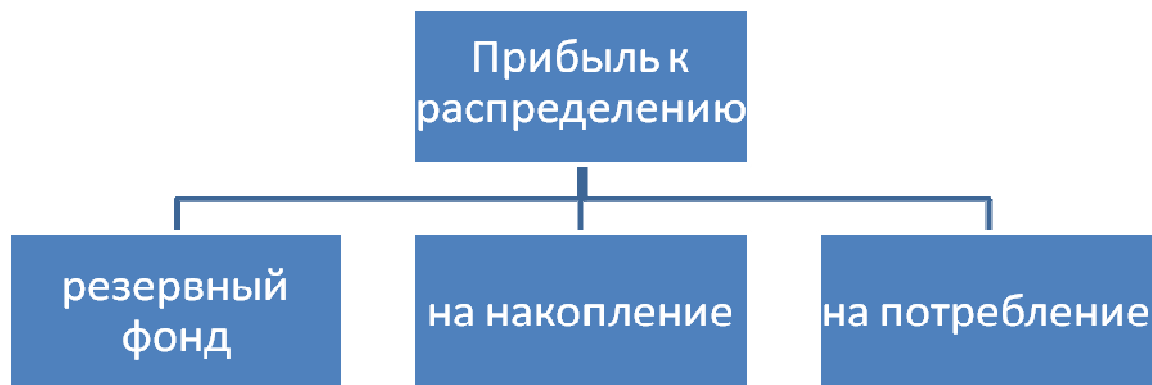 Прибыль к
распределению
резервный
фонд
на накопление
на потребление